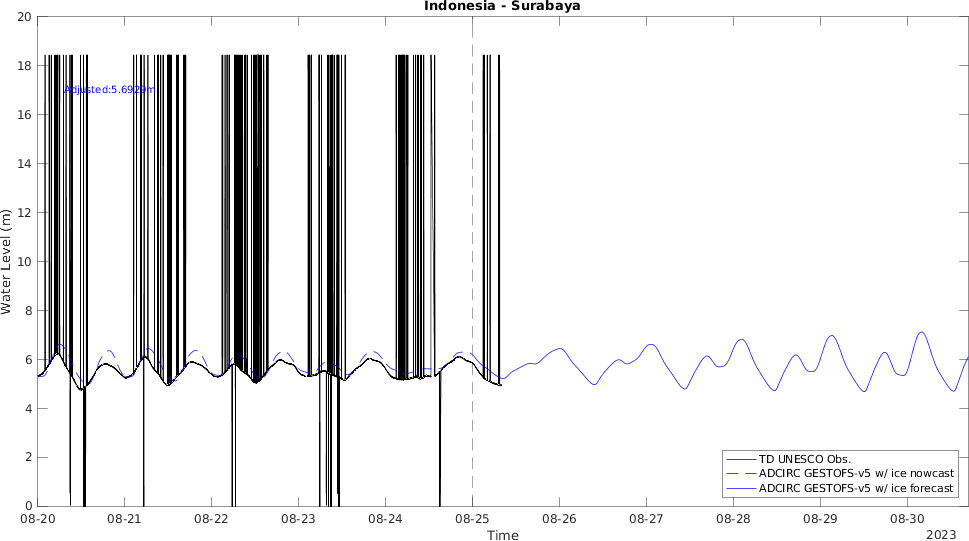 Indonesia - Surabaya
20
18
16
14
12
10
8
6
4
2
0
Water Level (m)
Adjusted:5.6929m
TD UNESCO Obs.
ADCIRC GESTOFS-v5 w/ ice nowcast
ADCIRC GESTOFS-v5 w/ ice forecast
08-20 08-21 08-22 08-23 08-24 08-25 08-26 08-27 08-28 08-29 08-30
Time
2023